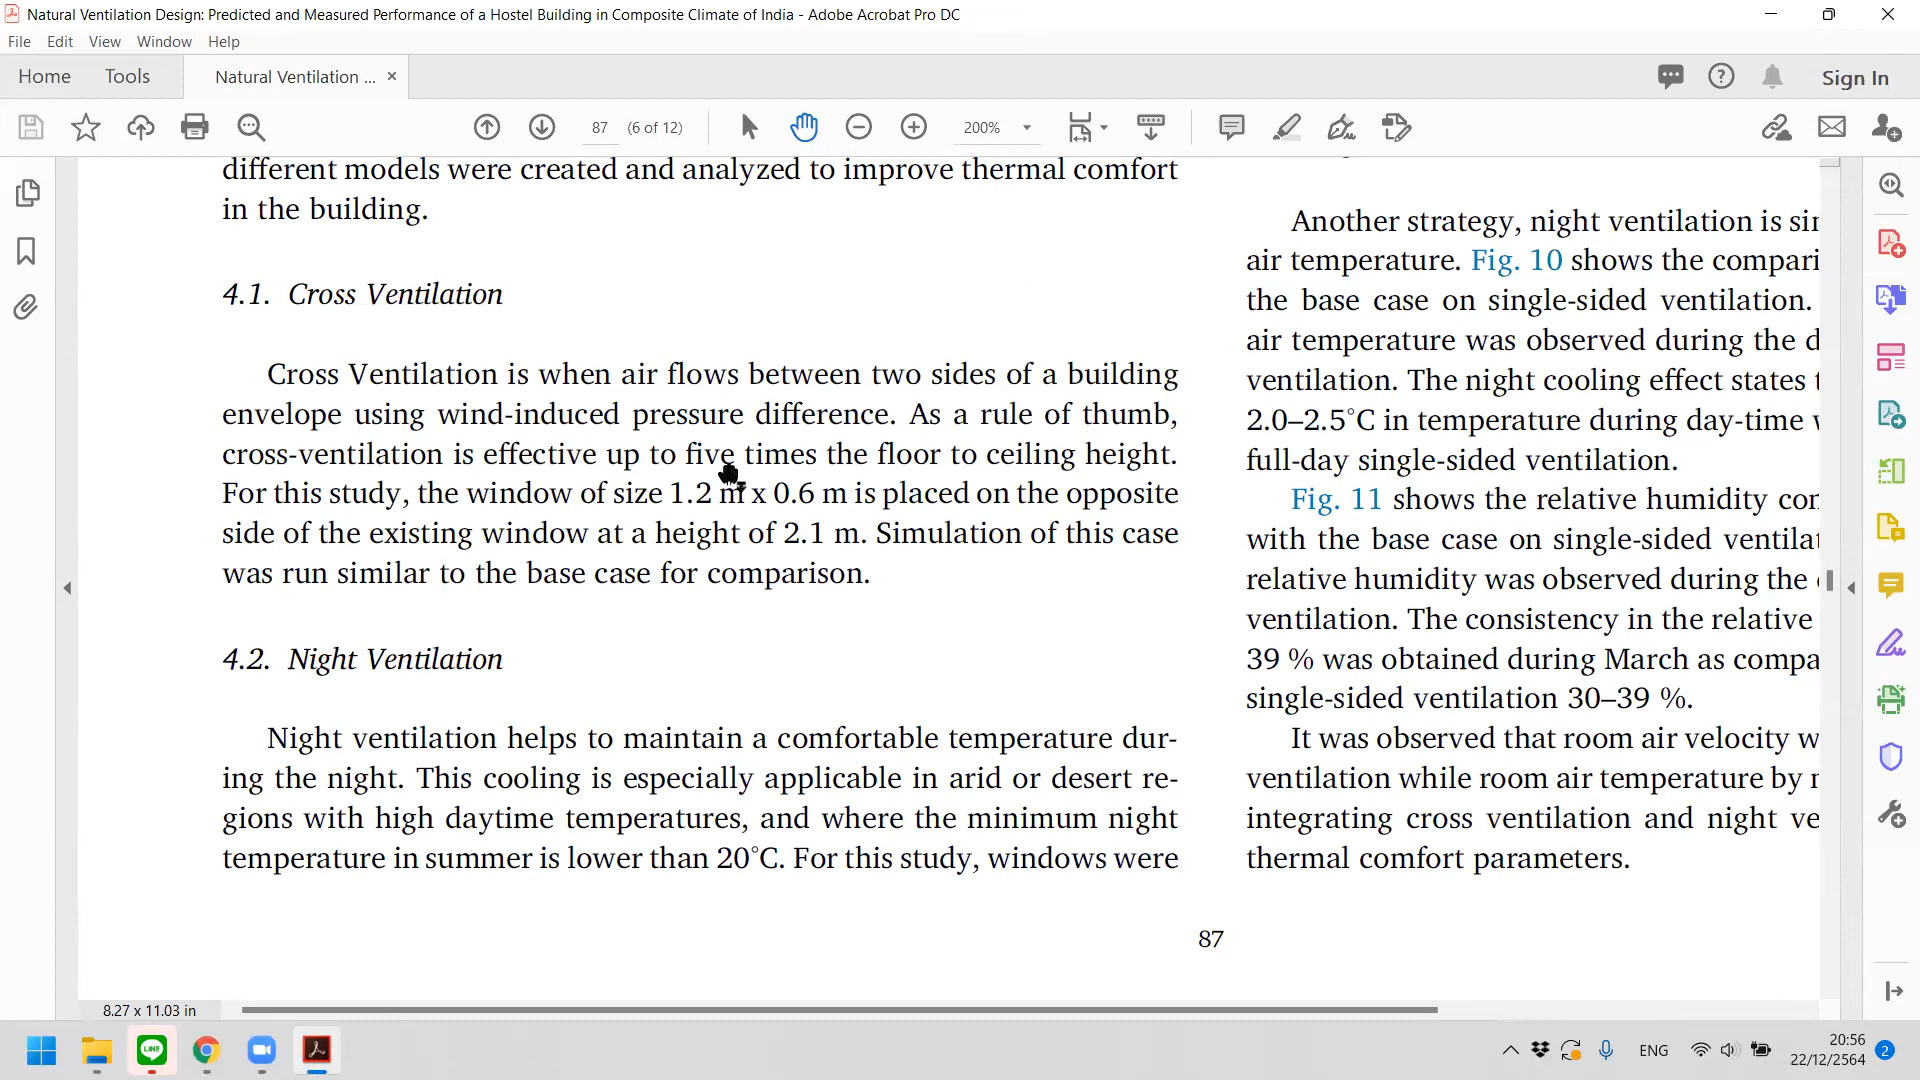 Natural Ventilation Design: Predicted and Measured Performance of a Hostel Building in Composite Climate of India - Adobe Acrobat Pro DC
File Edit View Window Help
Home Tools Natural Ventilation ... × Sign In
87 (6 of 12) 200%
different models were created and analyzed to improve thermal comfort
in the building.
4.1. Cross Ventilation
Cross Ventilation is when air flows between two sides of a building
envelope using wind-induced pressure difference. As a rule of thumb,
cross-ventilation is effective up to five times the floor to ceiling height.
For this study, the window of size 1.2 m x 0.6 m is placed on the opposite
side of the existing window at a height of 2.1 m. Simulation of this case
was run similar to the base case for comparison.
4.2. Night Ventilation
Night ventilation helps to maintain a comfortable temperature dur-
ing the night. This cooling is especially applicable in arid or desert re-
gions with high daytime temperatures, and where the minimum night
temperature in summer is lower than 20°C. For this study, windows were
Another strategy, night ventilation is
air temperature. Fig. 10 shows the
the base case on single-sided ventilation.
air temperature was observed during the
ventilation. The night cooling effect states
2.0–2.5°C in temperature during day-time
full-day single-sided ventilation.
Fig. 11 shows the relative humidity
with the base case on single-sided
relative humidity was observed during the
ventilation. The consistency in the relative
39 % was obtained during March as
single-sided ventilation 30–39 %.
It was observed that room air velocity
ventilation while room air temperature by
integrating cross ventilation and night
thermal comfort parameters.
87
8.27 x 11.03 in
LINE
ENG
20:56
22/12/2564
2